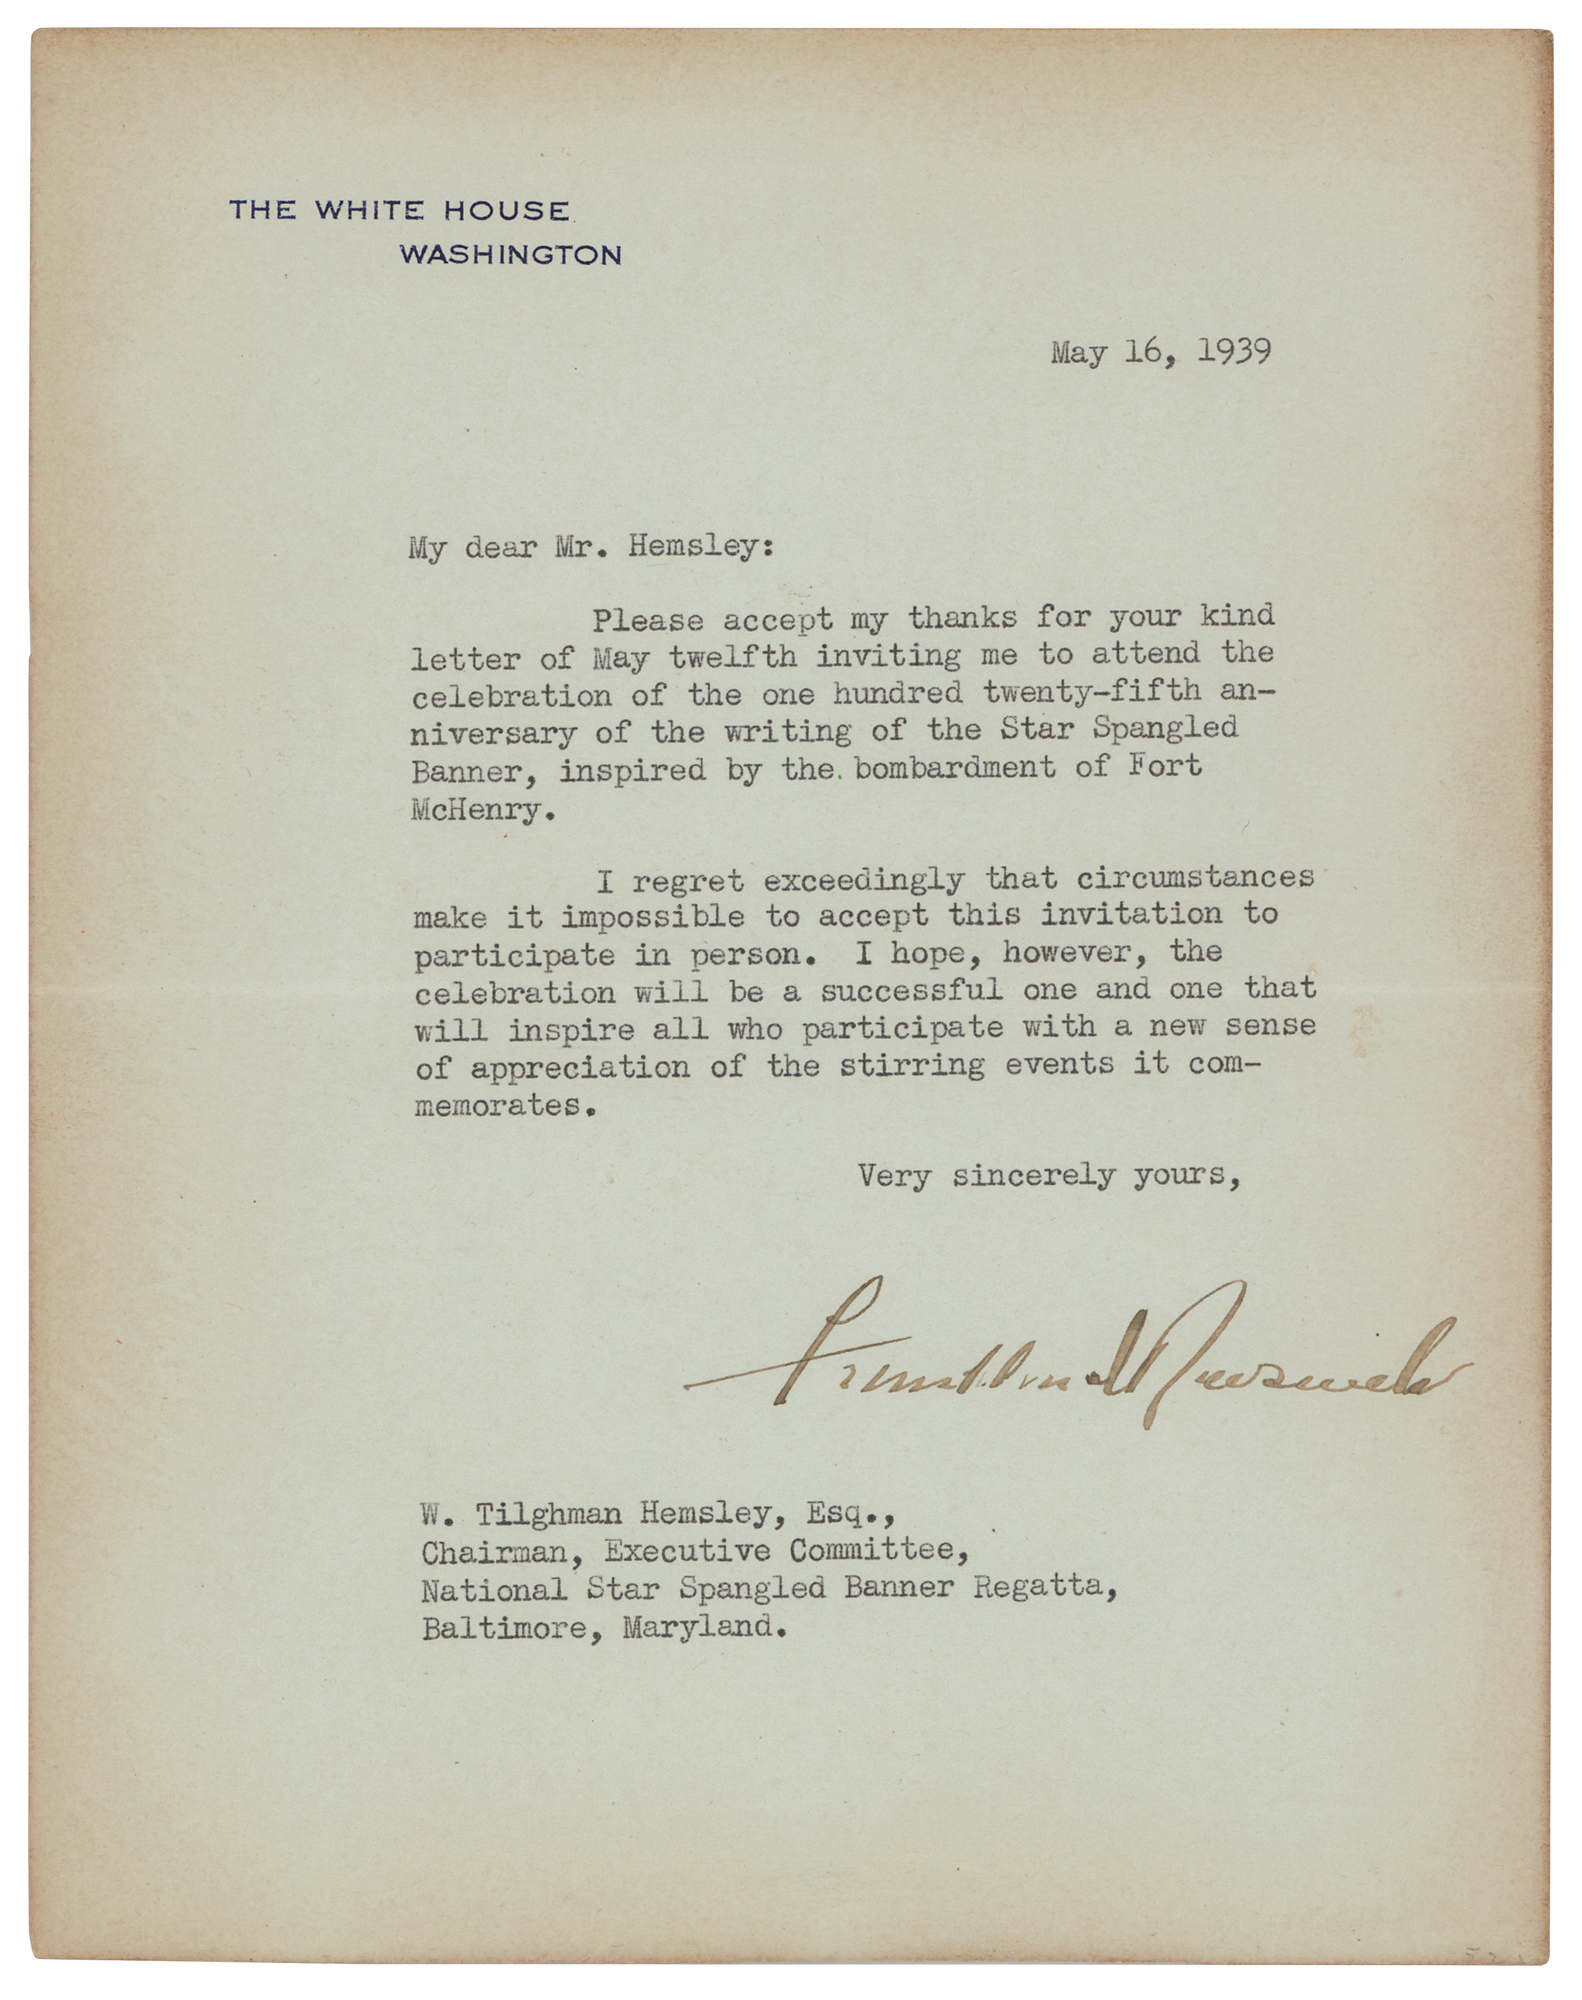 THE WHITE HOUSE
WASHINGTON
May 16, 1939
My dear Mr. Hemsley:
Please accept my thanks for your kind
letter of May twelfth inviting me to attend the
celebration of the one hundred twenty-fifth an-
niversary of the writing of the Star Spangled
Banner, inspired by the bombardment of Fort
McHenry.
I regret exceedingly that circumstances
make it impossible to accept this invitation to
participate in person. I hope, however, the
celebration will be a successful one and one that
will inspire all who participate with a new sense
of appreciation of the stirring events it com-
memorates.
Very sincerely yours,
Franklin D Roosevelt
W. Tilghman Hemsley, Esq.,
Chairman, Executive Committee,
National Star Spangled Banner Regatta,
Baltimore, Maryland.